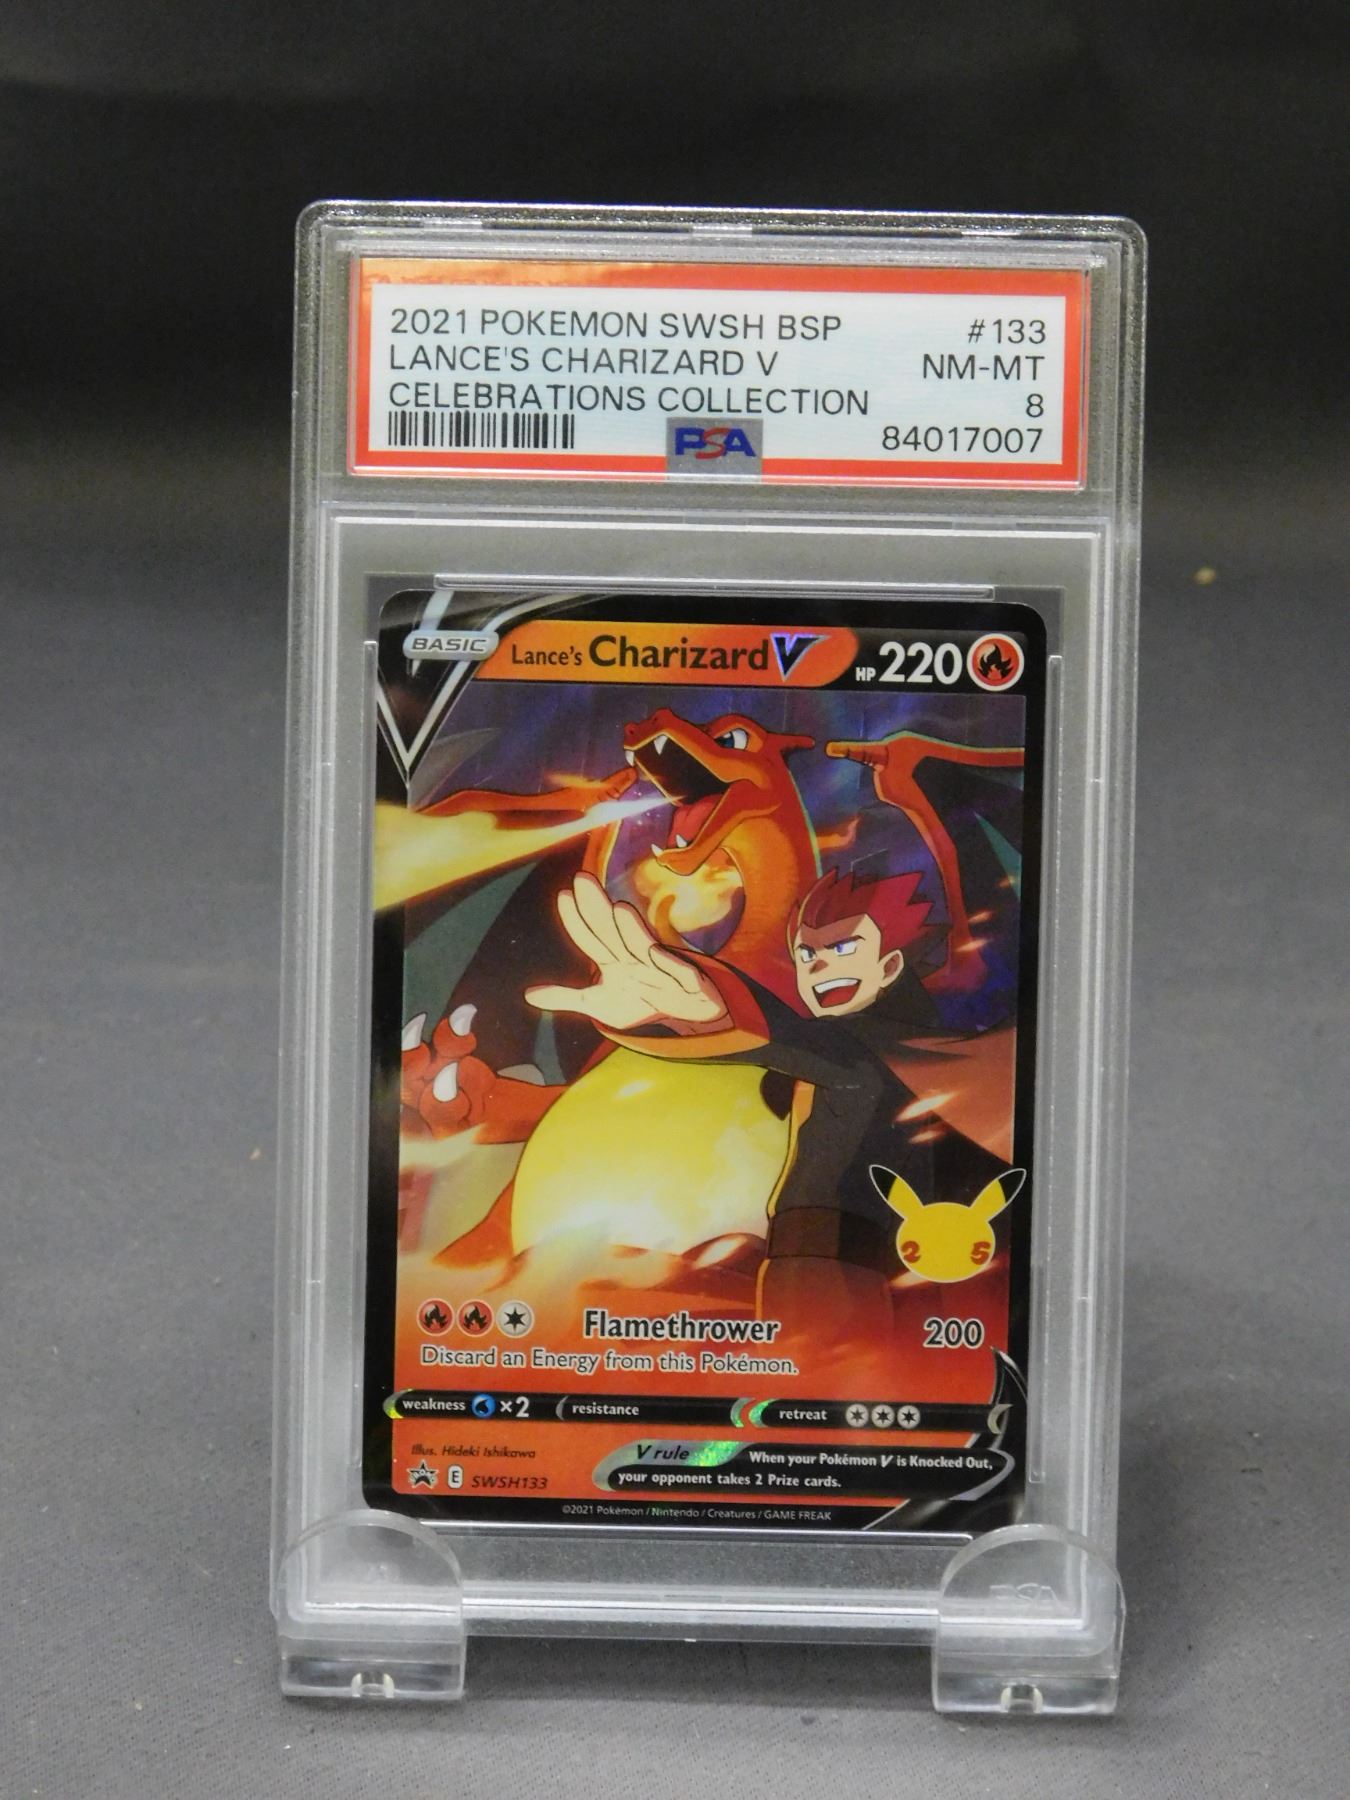 2021 POKEMON SWSH BSP #133
LANCE'S CHARIZARD V NM-MT
CELEBRATIONS COLLECTION 8
PSA 84017007
BASIC Lance's Charizard V HP 220
25
Flamethrower 200
Discard an Energy from this Pokémon.
weakness ×2 resistance retreat
Illus. Hideki Ishikawa
V rule When your Pokémon V is Knocked Out,
your opponent takes 2 Prize cards.
E SWSH133
©2021 Pokémon / Nintendo / Creatures / GAME FREAK
PSA